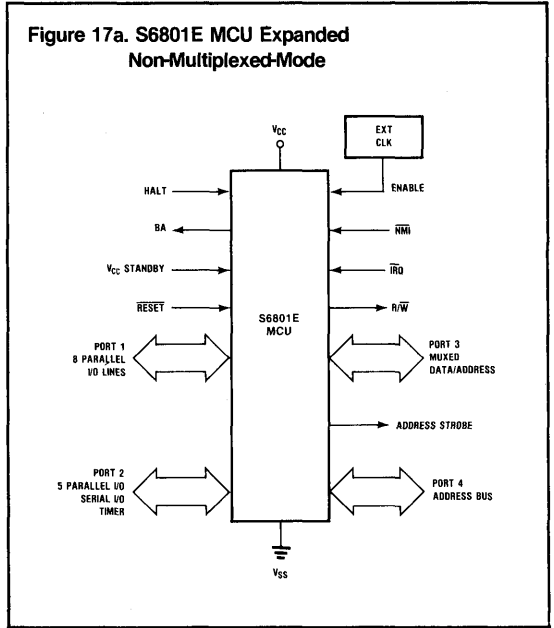 Figure 17a. S6801E MCU Expanded
Non-Multiplexed-Mode
VCC
EXT
CLK
HALT
ENABLE
BA
NMI
VCC STANDBY
IRQ
RESET
R/W
S6801E
MCU
PORT 1
8 PARALLEL
I/O LINES
PORT 3
MUXED
DATA/ADDRESS
ADDRESS STROBE
PORT 2
5 PARALLEL I/O
SERIAL I/O
TIMER
PORT 4
ADDRESS BUS
VSS